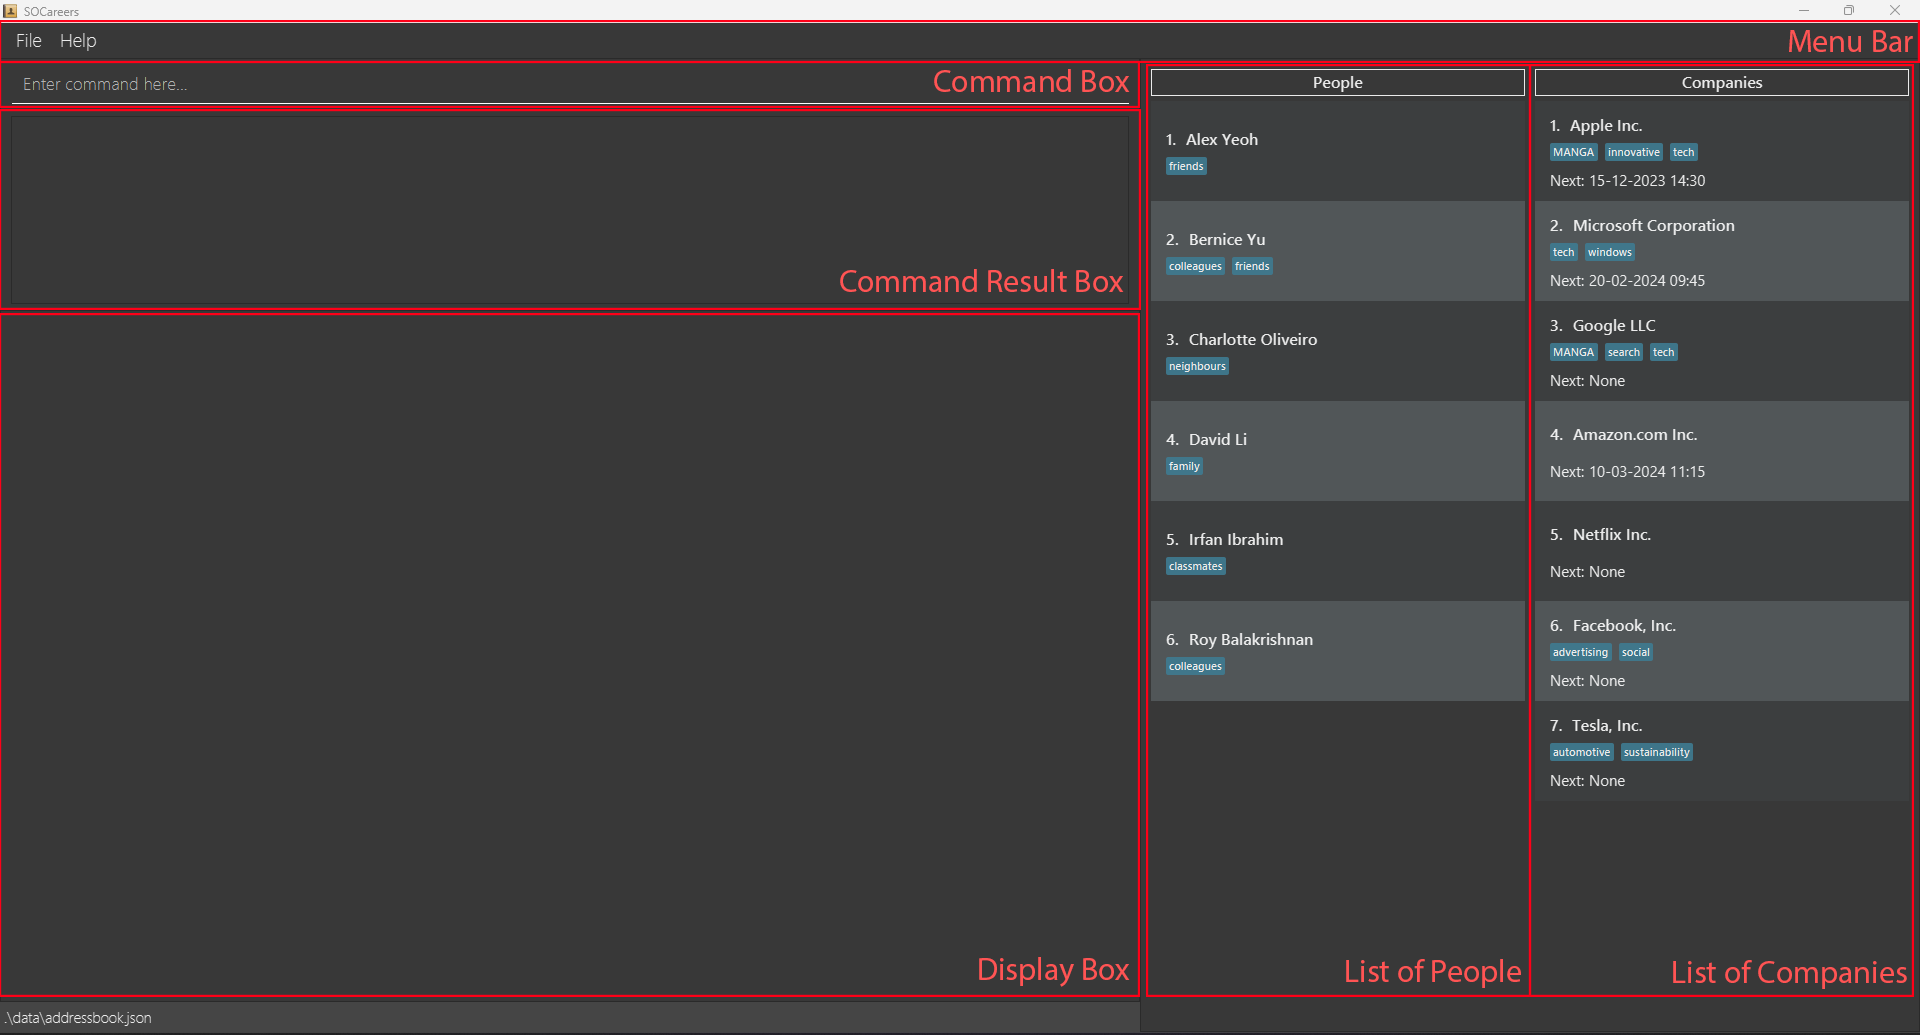 SOCareers
File Help
Menu Bar
Enter command here...
Command Box
Command Result Box
Display Box
People
1. Alex Yeoh
friends
2. Bernice Yu
colleagues friends
3. Charlotte Oliveiro
neighbours
4. David Li
family
5. Irfan Ibrahim
classmates
6. Roy Balakrishnan
colleagues
List of People
Companies
1. Apple Inc.
MANGA innovative tech
Next: 15-12-2023 14:30
2. Microsoft Corporation
tech windows
Next: 20-02-2024 09:45
3. Google LLC
MANGA search tech
Next: None
4. Amazon.com Inc.
Next: 10-03-2024 11:15
5. Netflix Inc.
Next: None
6. Facebook, Inc.
advertising social
Next: None
7. Tesla, Inc.
automotive sustainability
Next: None
List of Companies
.\data\addressbook.json